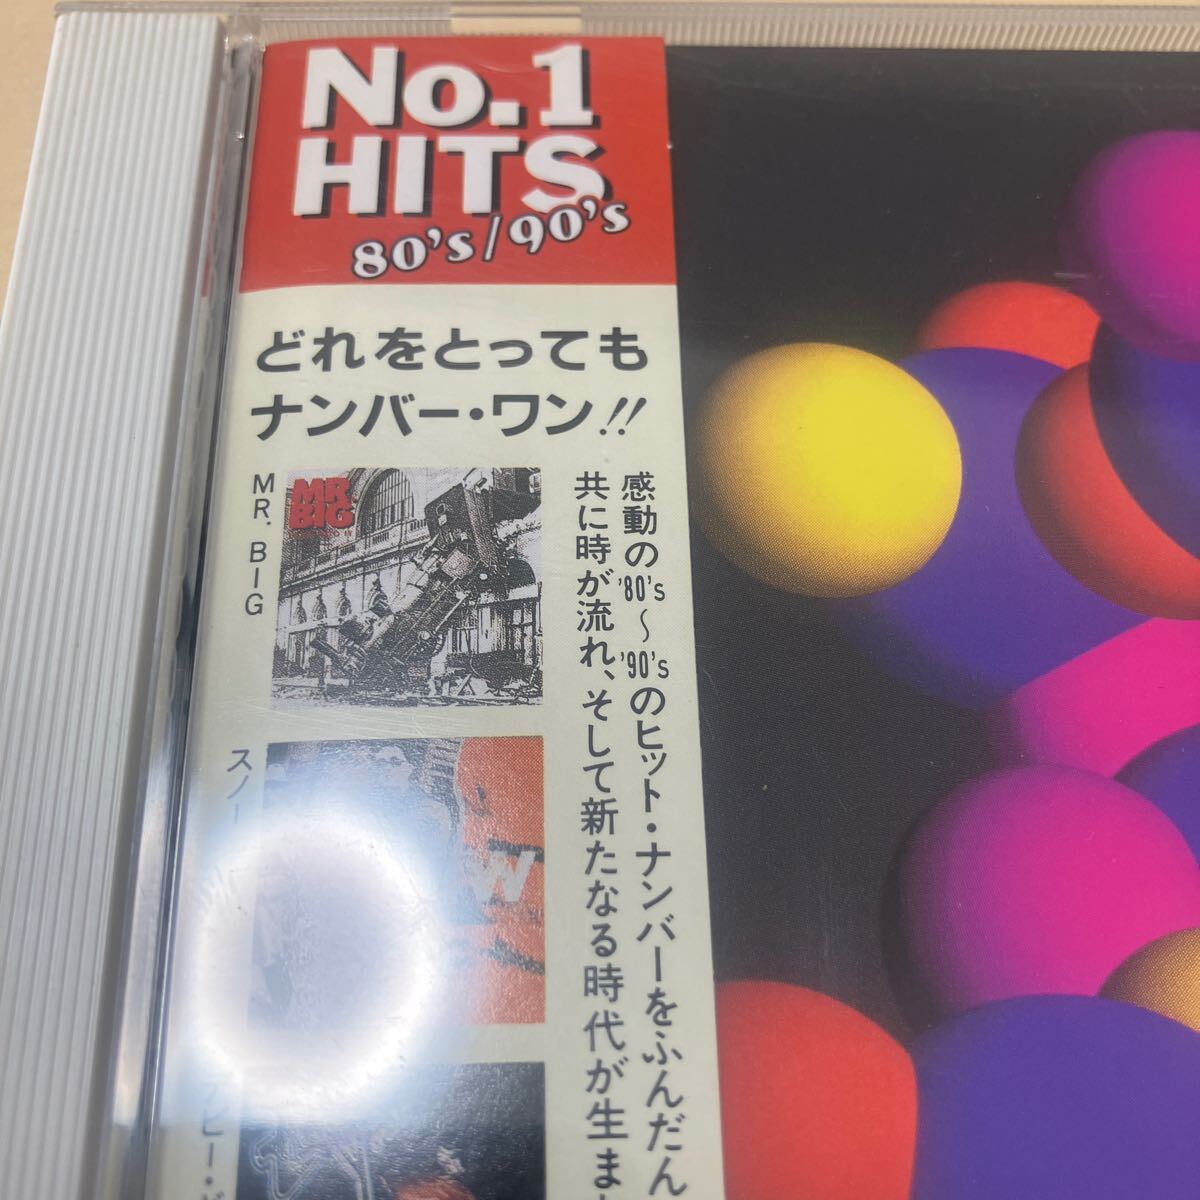 No.1
HITS
80's/90's
どれをとっても
ナンバー・ワン!!
MR. BIG
MR.
BIG
感動の'80's〜'90'sのヒット・ナンバーをふんだん
共に時が流れ、そして新たなる時代が生ま
スノー
W